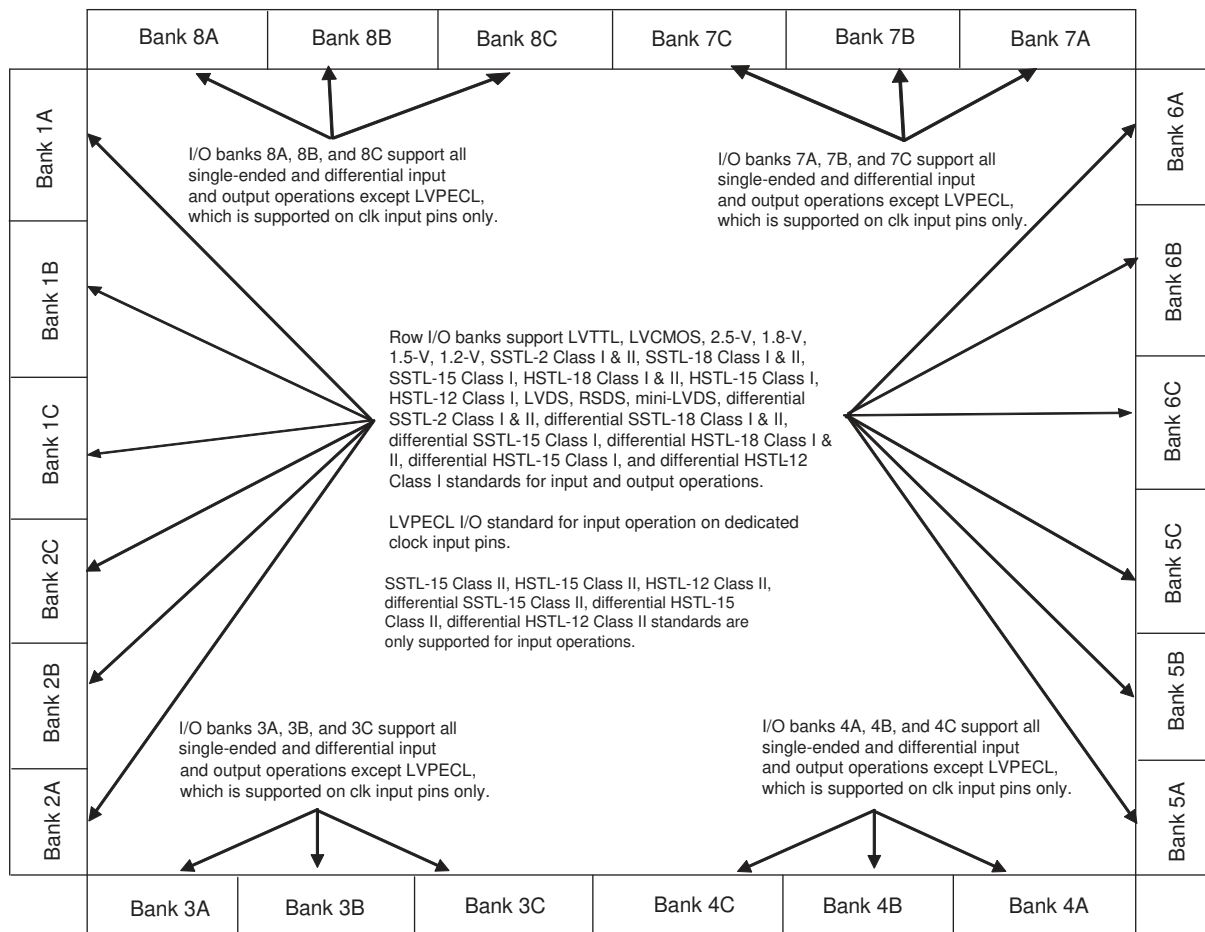 Bank 8A
Bank 8B
Bank 8C
Bank 7C
Bank 7B
Bank 7A
Bank 1A
Bank 1B
Bank 1C
Bank 2C
Bank 2B
Bank 2A
I/O banks 8A, 8B, and 8C support all
single-ended and differential input
and output operations except LVPECL,
which is supported on clk input pins only.
I/O banks 7A, 7B, and 7C support all
single-ended and differential input
and output operations except LVPECL,
which is supported on clk input pins only.
Row I/O banks support LVTTL, LVCMOS, 2.5-V, 1.8-V,
1.5-V, 1.2-V, SSTL-2 Class I & II, SSTL-18 Class I & II,
SSTL-15 Class I, HSTL-18 Class I & II, HSTL-15 Class I,
HSTL-12 Class I, LVDS, RSDS, mini-LVDS, differential
SSTL-2 Class I & II, differential SSTL-18 Class I & II,
differential SSTL-15 Class I, differential HSTL-18 Class I &
II, differential HSTL-15 Class I, and differential HSTL-12
Class I standards for input and output operations.
LVPECL I/O standard for input operation on dedicated
clock input pins.
SSTL-15 Class II, HSTL-15 Class II, HSTL-12 Class II,
differential SSTL-15 Class II, differential HSTL-15
Class II, differential HSTL-12 Class II standards are
only supported for input operations.
I/O banks 3A, 3B, and 3C support all
single-ended and differential input
and output operations except LVPECL,
which is supported on clk input pins only.
I/O banks 4A, 4B, and 4C support all
single-ended and differential input
and output operations except LVPECL,
which is supported on clk input pins only.
Bank 6A
Bank 6B
Bank 6C
Bank 5C
Bank 5B
Bank 5A
Bank 3A
Bank 3B
Bank 3C
Bank 4C
Bank 4B
Bank 4A